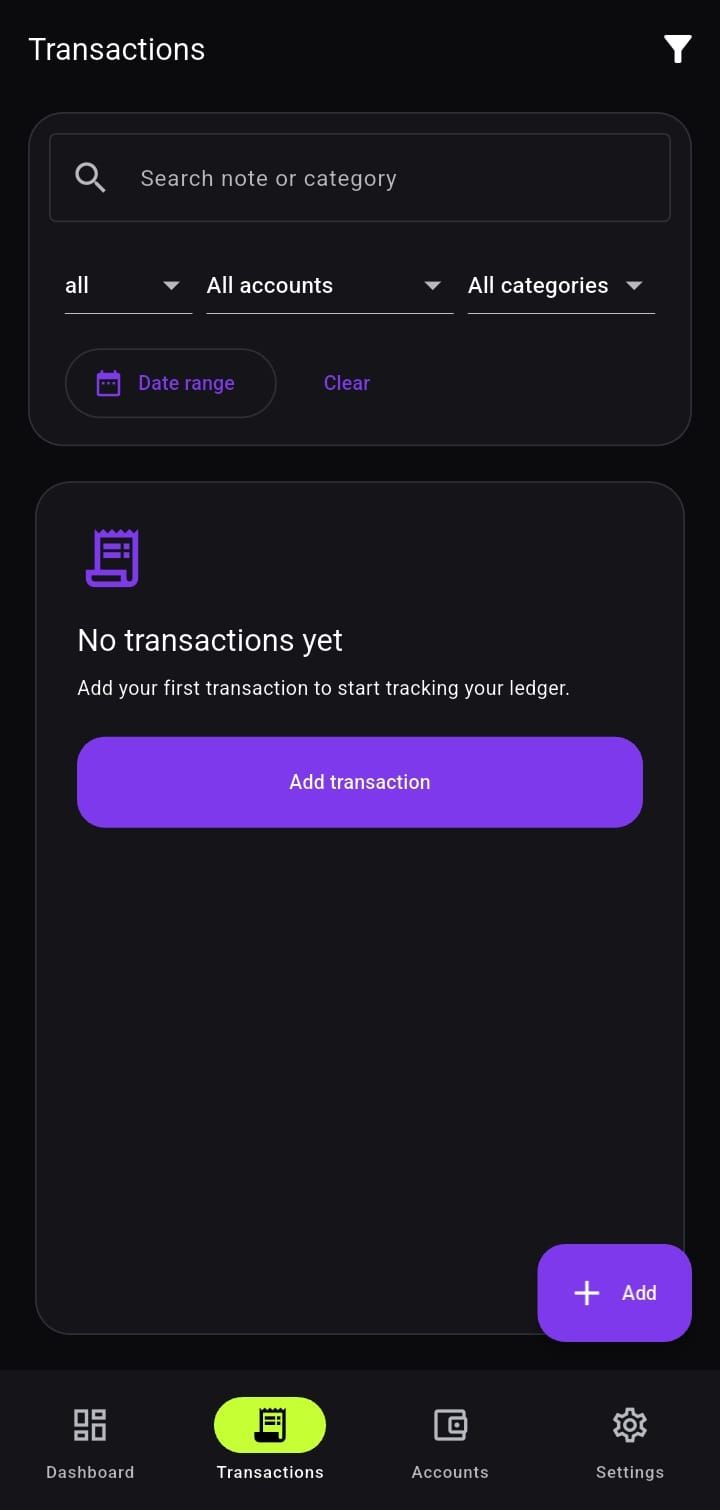 Transactions
Search note or category
all All accounts All categories
Date range Clear
No transactions yet
Add your first transaction to start tracking your ledger.
Add transaction
Add
Dashboard Transactions Accounts Settings